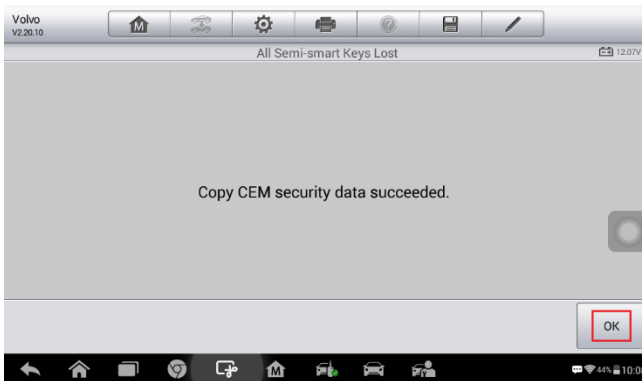 Volvo
V2.20.10
All Semi-smart Keys Lost
12.07V
Copy CEM security data succeeded.
OK
44%